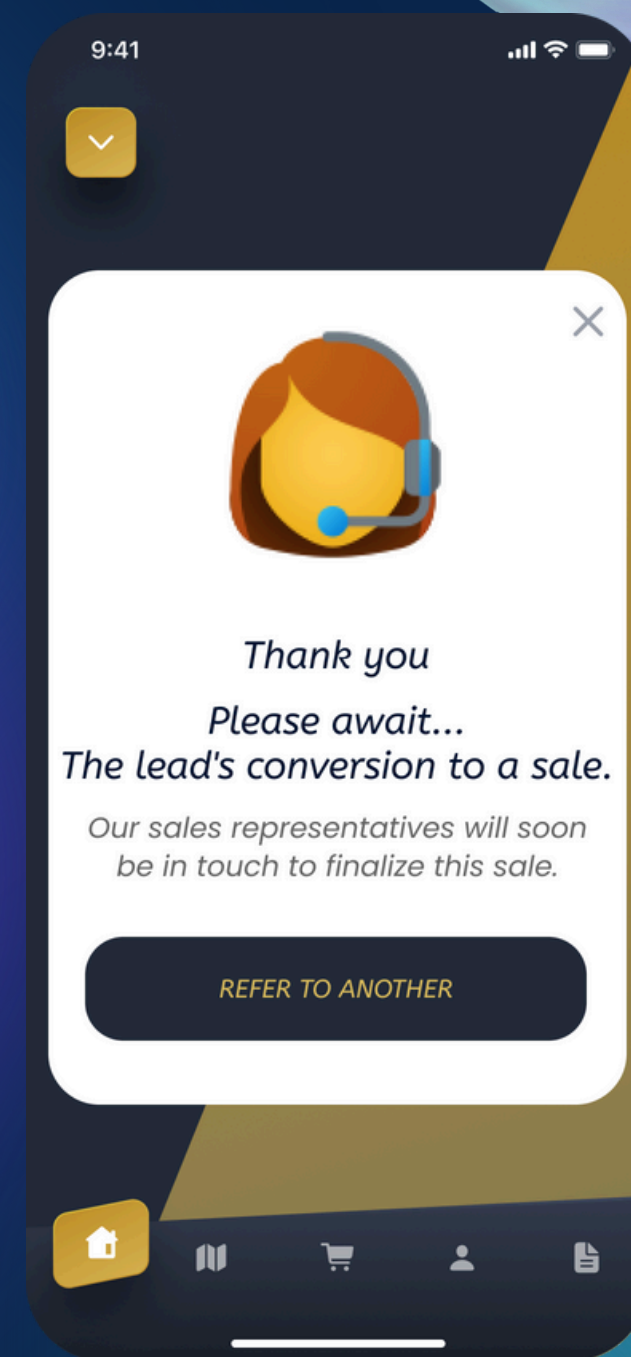 9:41
Thank you
Please await...
The lead's conversion to a sale.
Our sales representatives will soon
be in touch to finalize this sale.
REFER TO ANOTHER